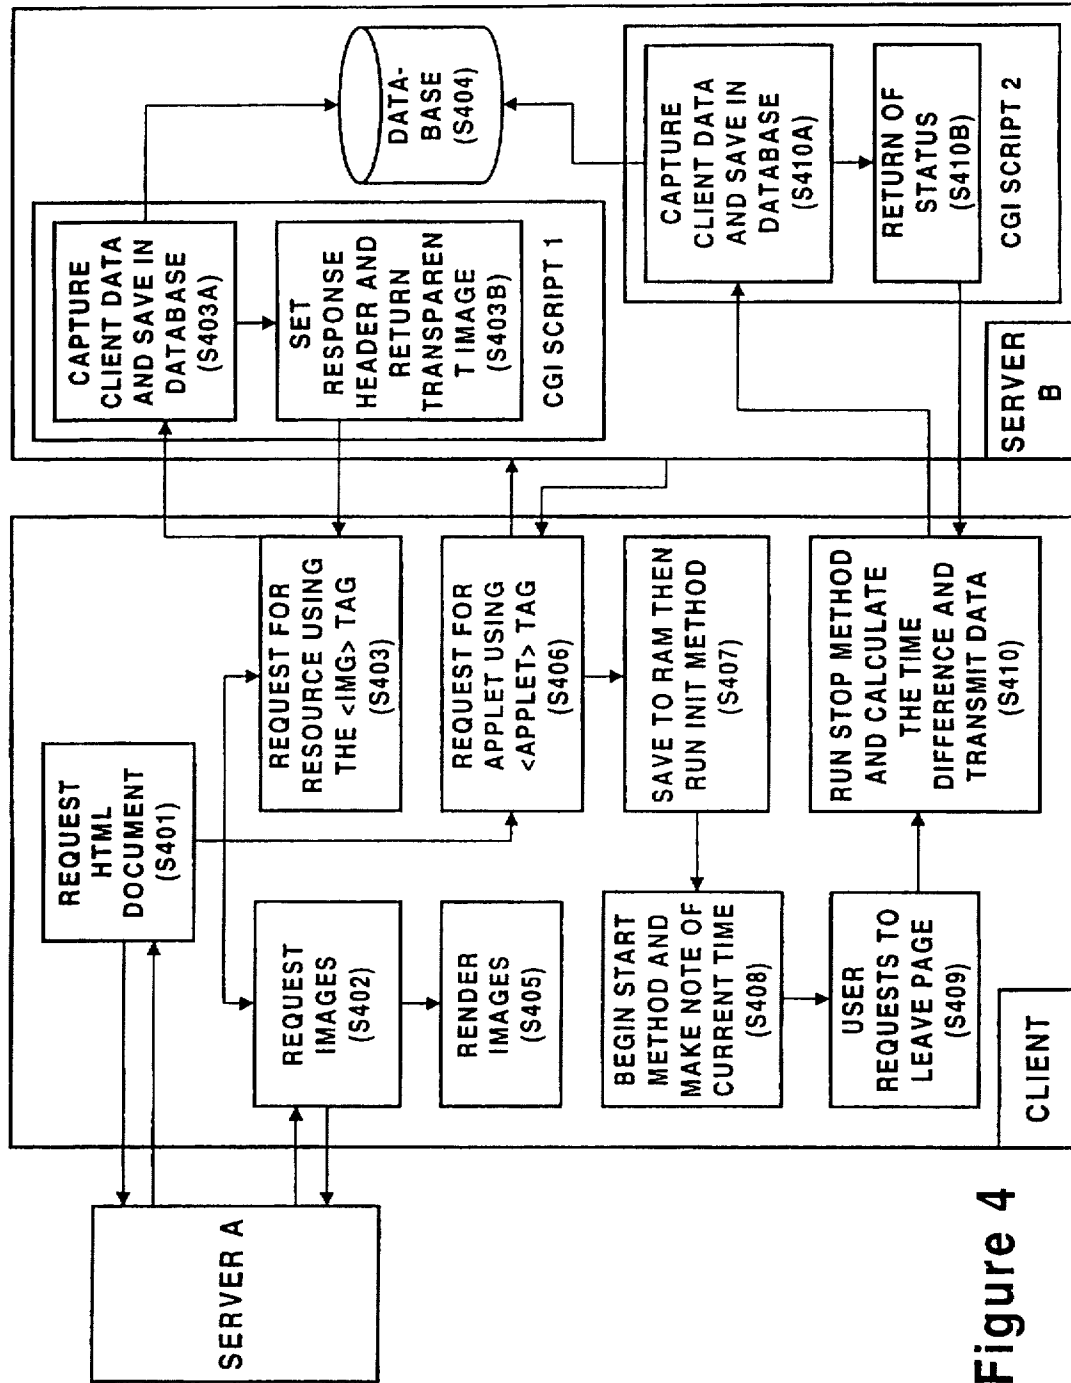 SERVER A
REQUEST
HTML
DOCUMENT
(S401)
REQUEST
IMAGES
(S402)
RENDER
IMAGES
(S405)
REQUEST FOR
RESOURCE USING
THE <IMG> TAG
(S403)
REQUEST FOR
APPLET USING
<APPLET> TAG
(S406)
SAVE TO RAM THEN
RUN INIT METHOD
(S407)
BEGIN START
METHOD AND
MAKE NOTE OF
CURRENT TIME
(S408)
USER
REQUESTS TO
LEAVE PAGE
(S409)
RUN STOP METHOD
AND CALCULATE
THE TIME
DIFFERENCE AND
TRANSMIT DATA
(S410)
CLIENT
CAPTURE
CLIENT DATA
AND SAVE IN
DATABASE
(S403A)
SET
RESPONSE
HEADER AND
RETURN
TRANSPAREN
T IMAGE
(S403B)
CGI SCRIPT 1
DATA-
BASE
(S404)
CAPTURE
CLIENT DATA
AND SAVE IN
DATABASE
(S410A)
RETURN OF
STATUS
(S410B)
CGI SCRIPT 2
SERVER
B
Figure 4